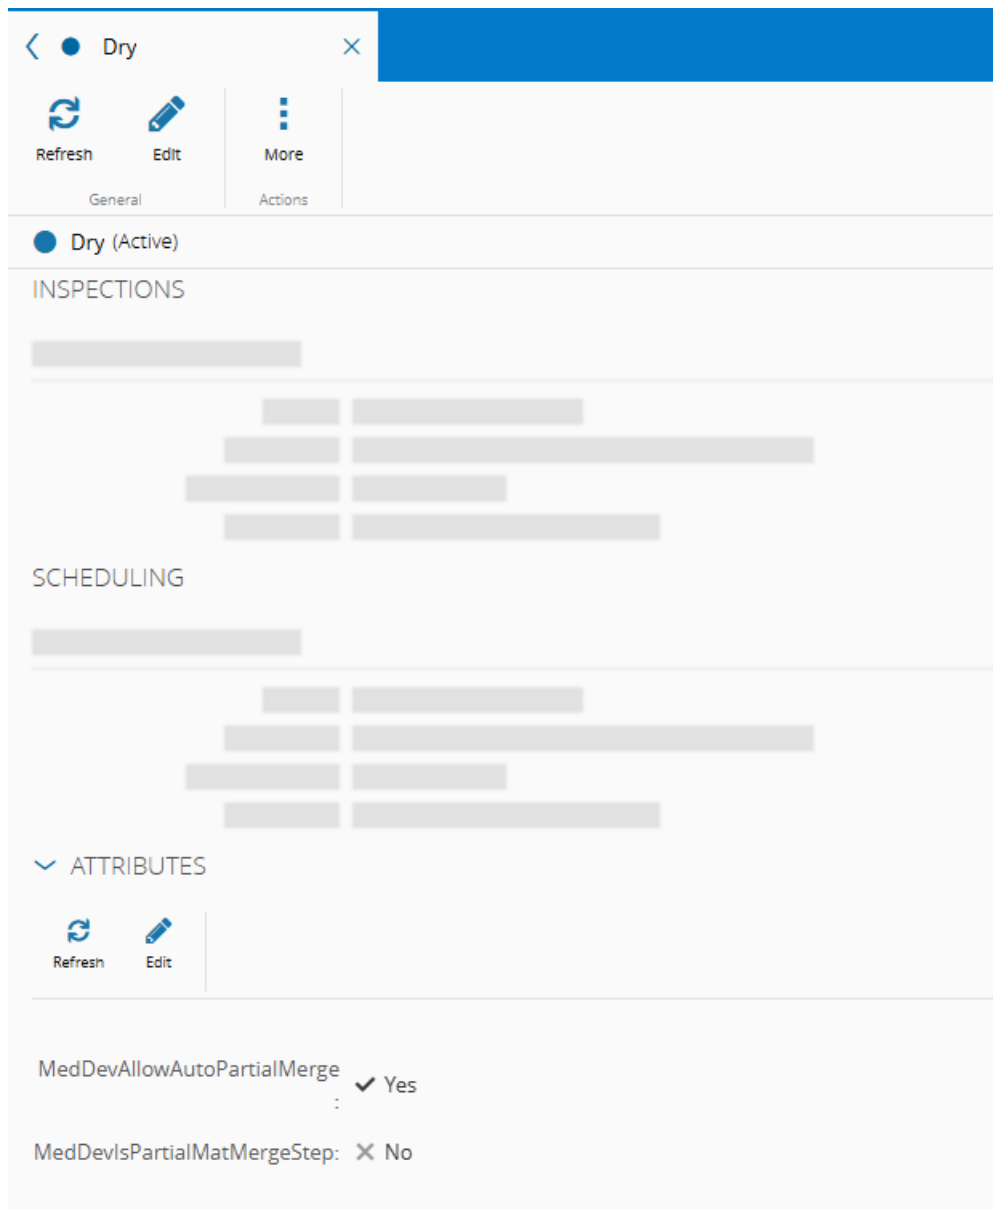 Dry
Refresh Edit More
General Actions
Dry (Active)
INSPECTIONS
SCHEDULING
ATTRIBUTES
Refresh Edit
MedDevAllowAutoPartialMerge
: Yes
MedDevIsPartialMatMergeStep: No